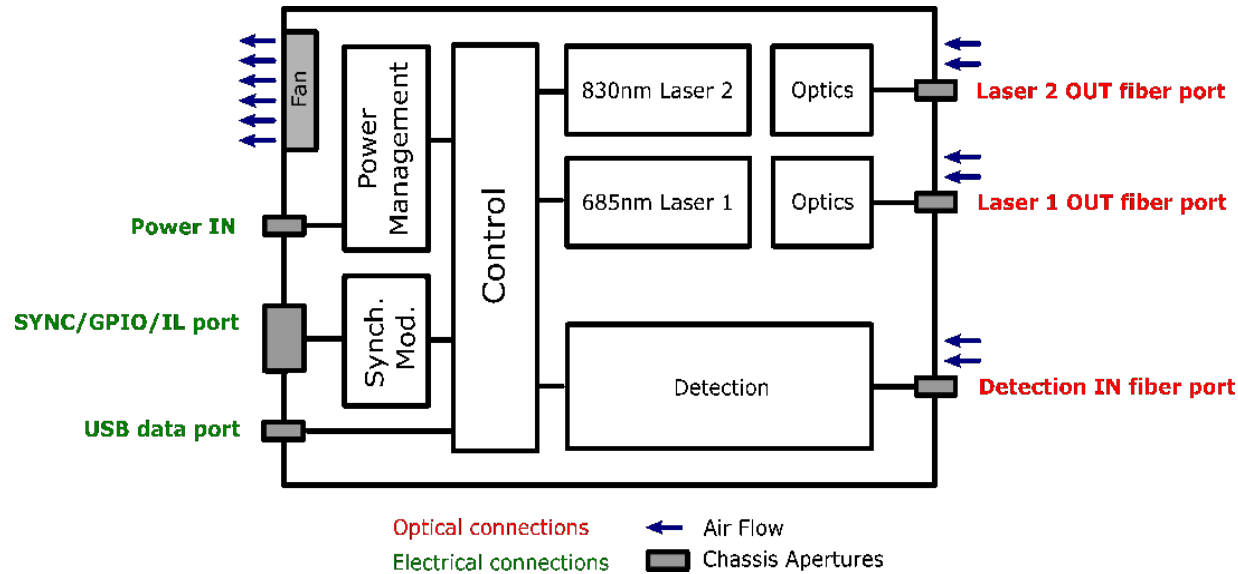 Fan
Power
Management
Control
830nm Laser 2
Optics
Laser 2 OUT fiber port
685nm Laser 1
Optics
Laser 1 OUT fiber port
Power IN
SYNC/GPIO/IL port
Synch.
Mod.
Detection
Detection IN fiber port
USB data port
Optical connections
Air Flow
Electrical connections
Chassis Apertures